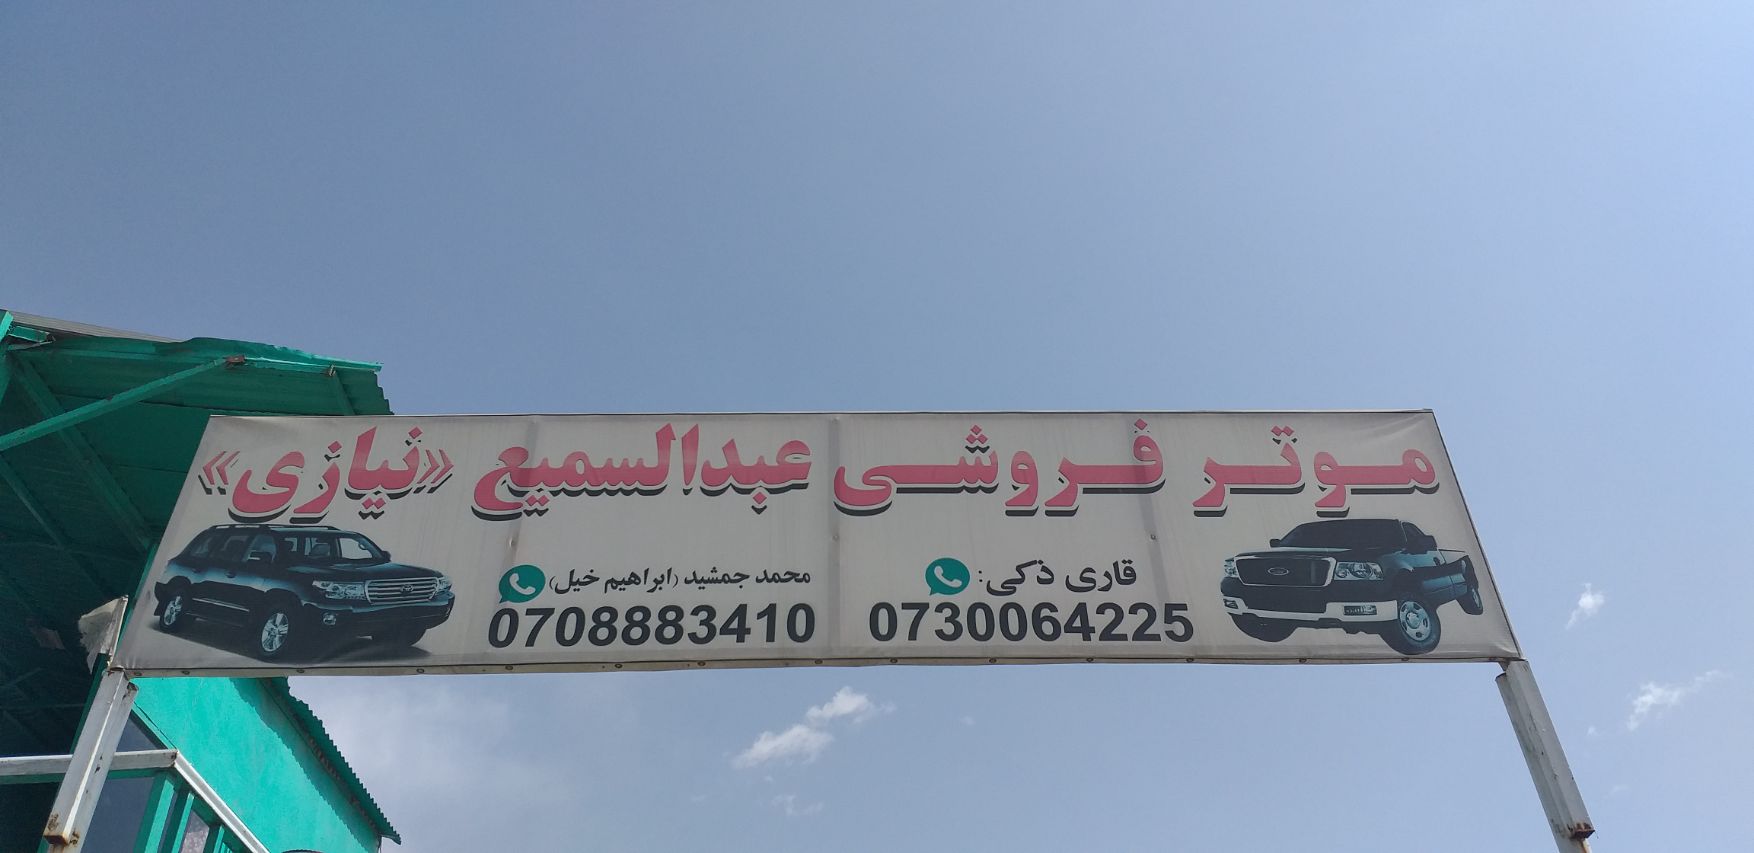 موتر فروشی عبدالسمیع «نیازی»
قاری ذکی:
0730064225
محمد جمشید (ابراهیم خیل)
0708883410